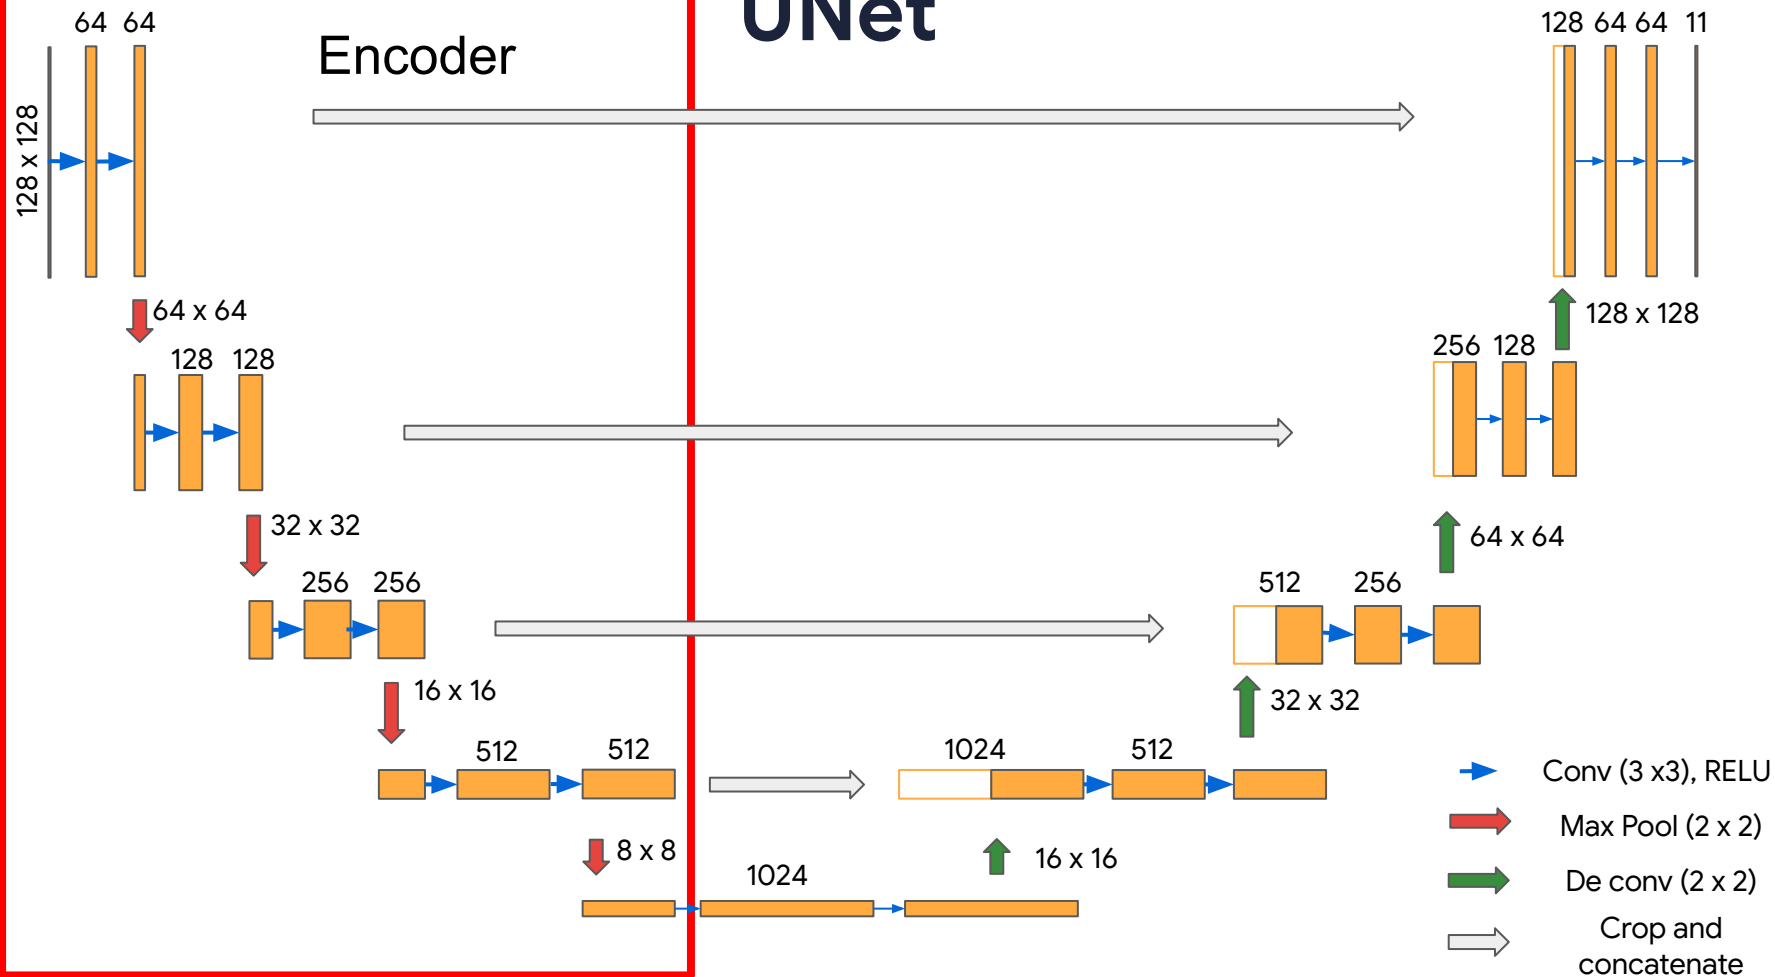 UNet
Encoder
64 64
128 x 128
64 x 64
128 128
32 x 32
256 256
16 x 16
512 512
8 x 8
1024
16 x 16
1024 512
32 x 32
512 256
64 x 64
256 128
128 x 128
128 64 64 11
Conv (3 x3), RELU
Max Pool (2 x 2)
De conv (2 x 2)
Crop and
concatenate